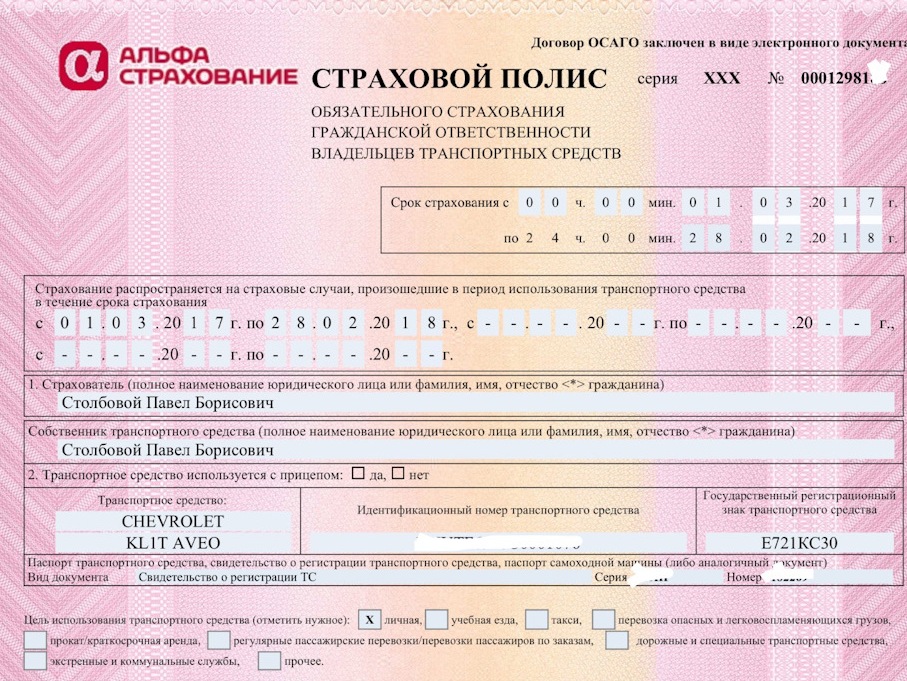 Договор ОСАГО заключен в виде электронного документа
АЛЬФА
СТРАХОВАНИЕ
СТРАХОВОЙ ПОЛИС серия XXX № 00012981
ОБЯЗАТЕЛЬНОГО СТРАХОВАНИЯ
ГРАЖДАНСКОЙ ОТВЕТСТВЕННОСТИ
ВЛАДЕЛЬЦЕВ ТРАНСПОРТНЫХ СРЕДСТВ
Срок страхования с 0 0 ч. 0 0 мин. 0 1 . 0 3 .20 1 7 г.
по 2 4 ч. 0 0 мин. 2 8 . 0 2 .20 1 8 г.
Страхование распространяется на страховые случаи, произошедшие в период использования транспортного средства
в течение срока страхования
с 0 1 . 0 3 . 20 1 7 г. по 2 8 . 0 2 .20 1 8 г., с - - . - - . 20 - - г. по - - . - - .20 - - г.,
с - - . - - .20 - - г. по - - . - - .20 - - г.
1. Страхователь (полное наименование юридического лица или фамилия, имя, отчество <*> гражданина)
Столбовой Павел Борисович
Собственник транспортного средства (полное наименование юридического лица или фамилия, имя, отчество <*> гражданина)
Столбовой Павел Борисович
2. Транспортное средство используется с прицепом: да, нет
Транспортное средство: Идентификационный номер транспортного средства Государственный регистрационный
знак транспортного средства
CHEVROLET
KL1T AVEO Е721КС30
Паспорт транспортного средства, свидетельство о регистрации транспортного средства, паспорт самоходной машины (либо аналогичный документ)
Вид документа Свидетельство о регистрации ТС Серия Номер
Цель использования транспортного средства (отметить нужное): X личная, учебная езда, такси, перевозка опасных и легковоспламеняющихся грузов,
прокат/краткосрочная аренда, регулярные пассажирские перевозки/перевозки пассажиров по заказам, дорожные и специальные транспортные средства,
экстренные и коммунальные службы, прочее.